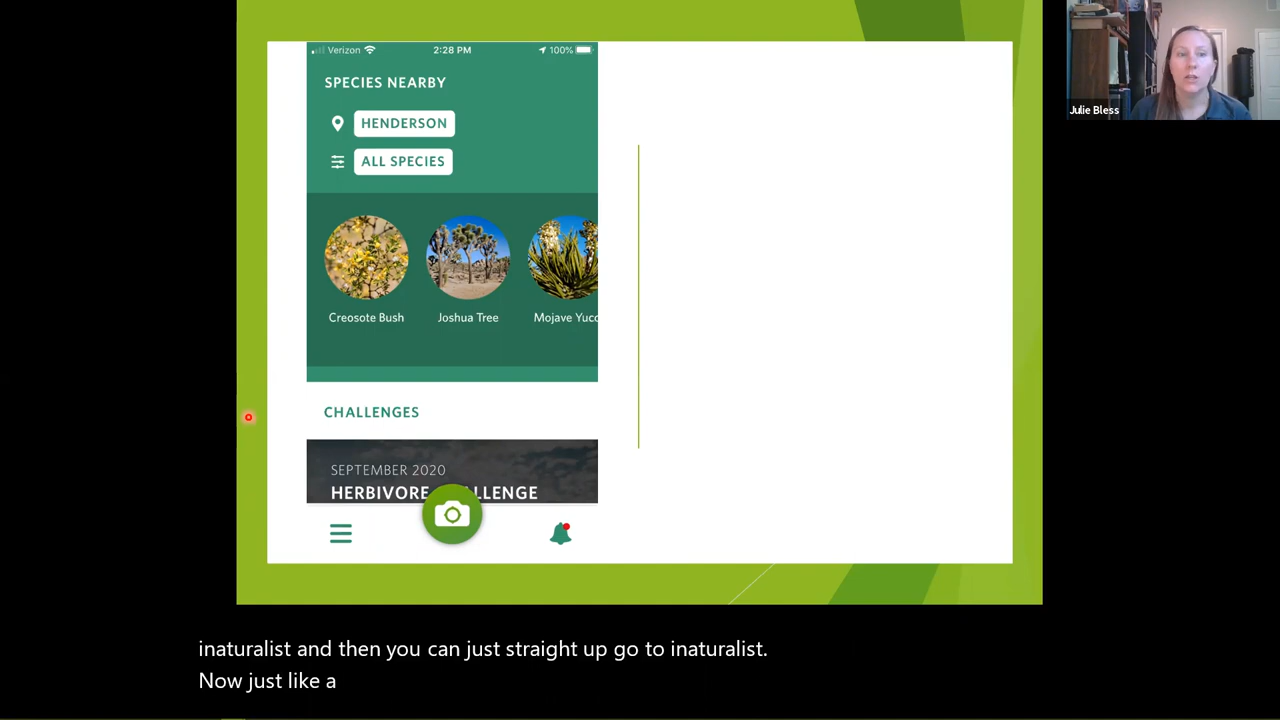 Verizon 2:28 PM 100%
SPECIES NEARBY
HENDERSON
ALL SPECIES
Creosote Bush Joshua Tree Mojave Yucc
CHALLENGES
SEPTEMBER 2020
HERBIVORE LLENGE
Julie Bless
inaturalist and then you can just straight up go to inaturalist.
Now just like a